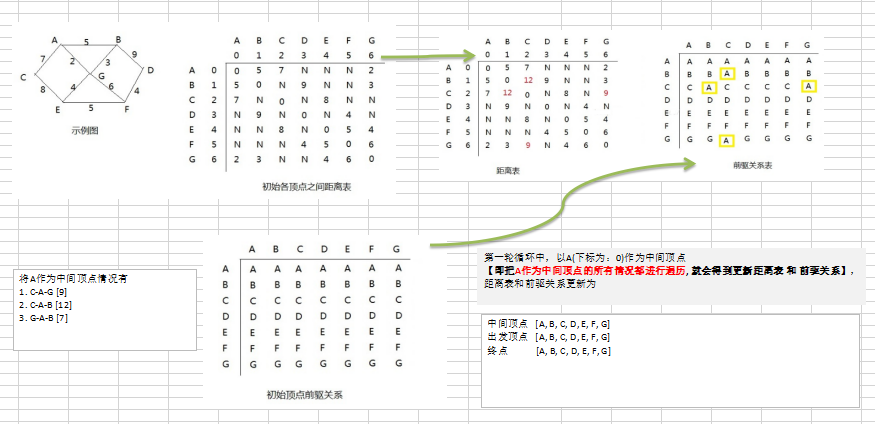 A 5 B
7 2 3 9
C G D
8 4 6 4
E 5 F
示例图
A B C D E F G
0 1 2 3 4 5 6
A 0 0 5 7 N N N 2
B 1 5 0 N 9 N N 3
C 2 7 N 0 N 8 N N
D 3 N 9 N 0 N 4 N
E 4 N N 8 N 0 5 4
F 5 N N N 4 5 0 6
G 6 2 3 N N 4 6 0
初始各顶点之间距离表
A B C D E F G
0 1 2 3 4 5 6
A 0 0 5 7 N N N 2
B 1 5 0 12 9 N N 3
C 2 7 12 0 N 8 N 9
D 3 N 9 N 0 N 4 N
E 4 N N 8 N 0 5 4
F 5 N N N 4 5 0 6
G 6 2 3 9 N 4 6 0
距离表
A B C D E F G
A A A A A A A A
B B B A B B B B
C C A C C C C A
D D D D D D D D
E E E E E E E E
F F F F F F F F
G G G A G G G G
前驱关系表
将A作为中间顶点情况有
1. C-A-G [9]
2. C-A-B [12]
3. G-A-B [7]
A B C D E F G
A A A A A A A A
B B B B B B B B
C C C C C C C C
D D D D D D D D
E E E E E E E E
F F F F F F F F
G G G G G G G G
初始顶点前驱关系
第一轮循环中，以A(下标为：0)作为中间顶点
【即把A作为中间顶点的所有情况都进行遍历, 就会得到更新距离表 和 前驱关系】，
距离表和前驱关系更新为
中间顶点 [A, B, C, D, E, F, G]
出发顶点 [A, B, C, D, E, F, G]
终点 [A, B, C, D, E, F, G]